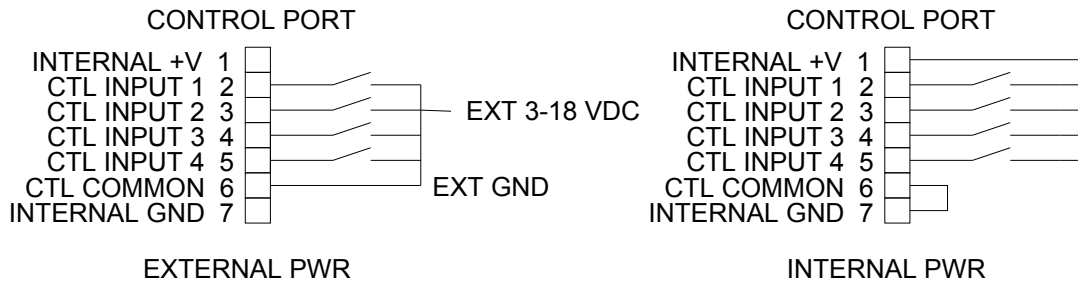 CONTROL PORT
INTERNAL +V 1
CTL INPUT 1 2
CTL INPUT 2 3
CTL INPUT 3 4
CTL INPUT 4 5
CTL COMMON 6
INTERNAL GND 7
EXT 3-18 VDC
EXT GND
EXTERNAL PWR
CONTROL PORT
INTERNAL +V 1
CTL INPUT 1 2
CTL INPUT 2 3
CTL INPUT 3 4
CTL INPUT 4 5
CTL COMMON 6
INTERNAL GND 7
INTERNAL PWR